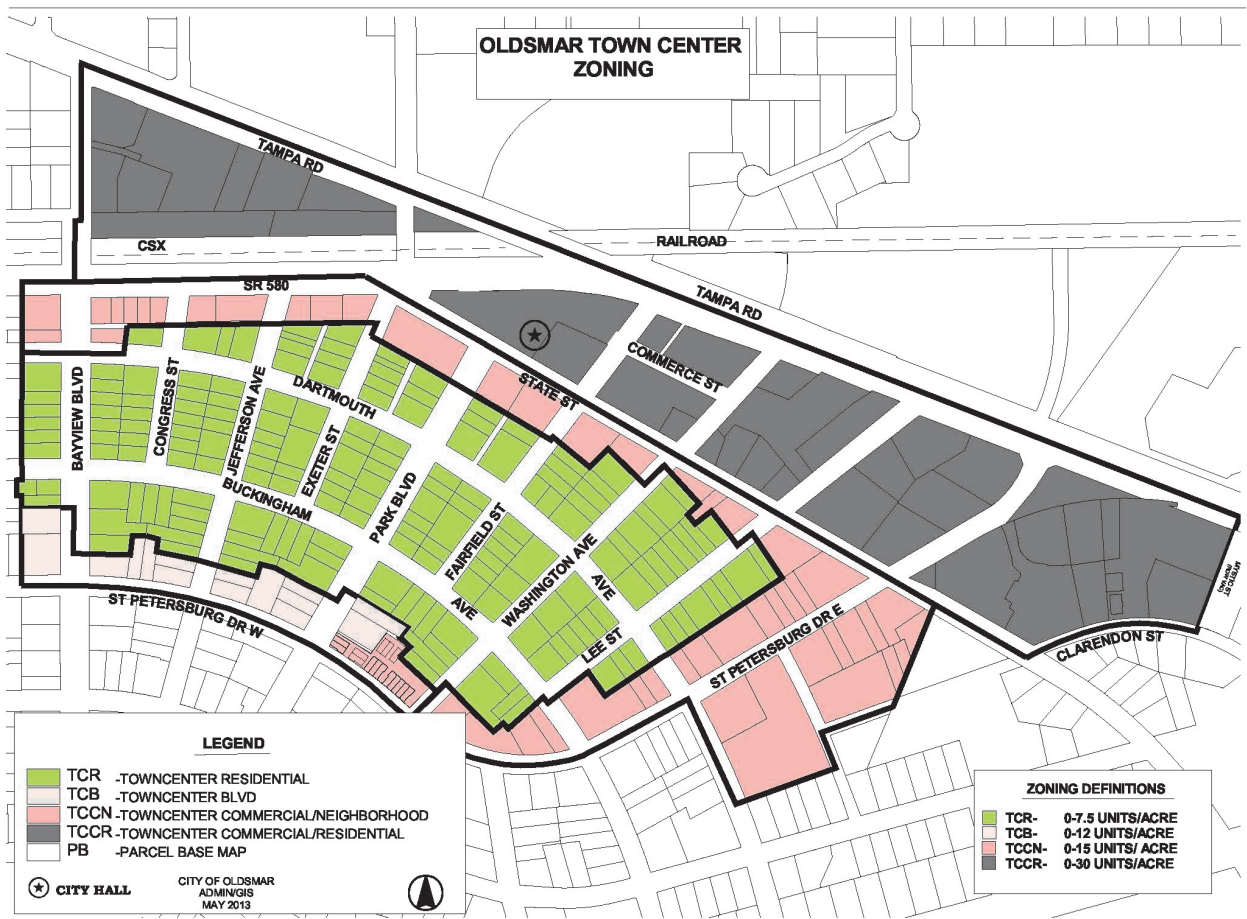 OLDSMAR TOWN CENTER
ZONING
TAMPA RD
CSX
RAILROAD
SR 580
TAMPA RD
COMMERCE ST
STATE ST
BAYVIEW BLVD
CONGRESS ST
JEFFERSON AVE
DARTMOUTH
EXETER ST
BUCKINGHAM
PARK BLVD
FAIRFIELD ST
WASHINGTON AVE
AVE
AVE
LEE ST
ST PETERSBURG DR W
ST PETERSBURG DR E
CLARENDON ST
MYSTIC ST
LEGEND
TCR -TOWNCENTER RESIDENTIAL
TCB -TOWNCENTER BLVD
TCCN -TOWNCENTER COMMERCIAL/NEIGHBORHOOD
TCCR -TOWNCENTER COMMERCIAL/RESIDENTIAL
PB -PARCEL BASE MAP
CITY HALL
CITY OF OLDSMAR
ADMIN/GIS
MAY 2013
ZONING DEFINITIONS
TCR- 0-7.5 UNITS/ACRE
TCB- 0-12 UNITS/ACRE
TCCN- 0-15 UNITS/ ACRE
TCCR- 0-30 UNITS/ACRE